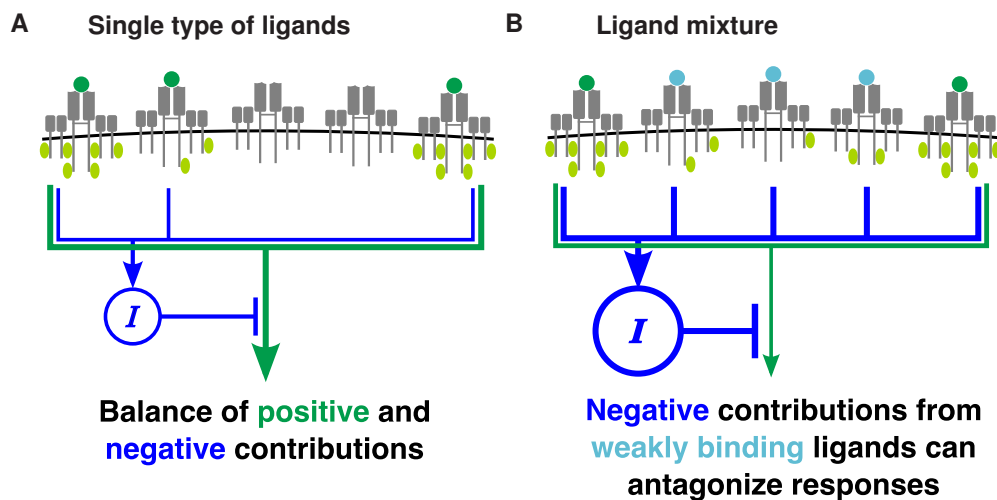 A Single type of ligands
B Ligand mixture
I
I
Balance of positive and
negative contributions
Negative contributions from
weakly binding ligands can
antagonize responses